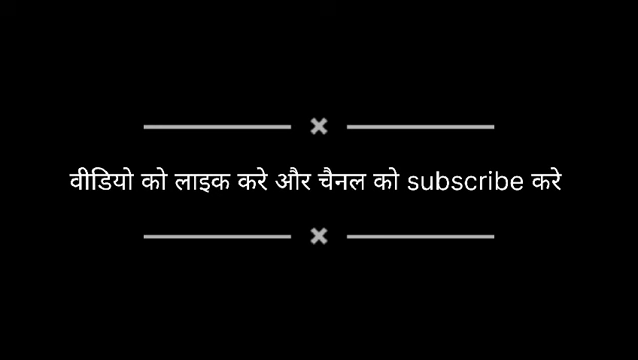 वीडियो को लाइक करे और चैनल को subscribe करे